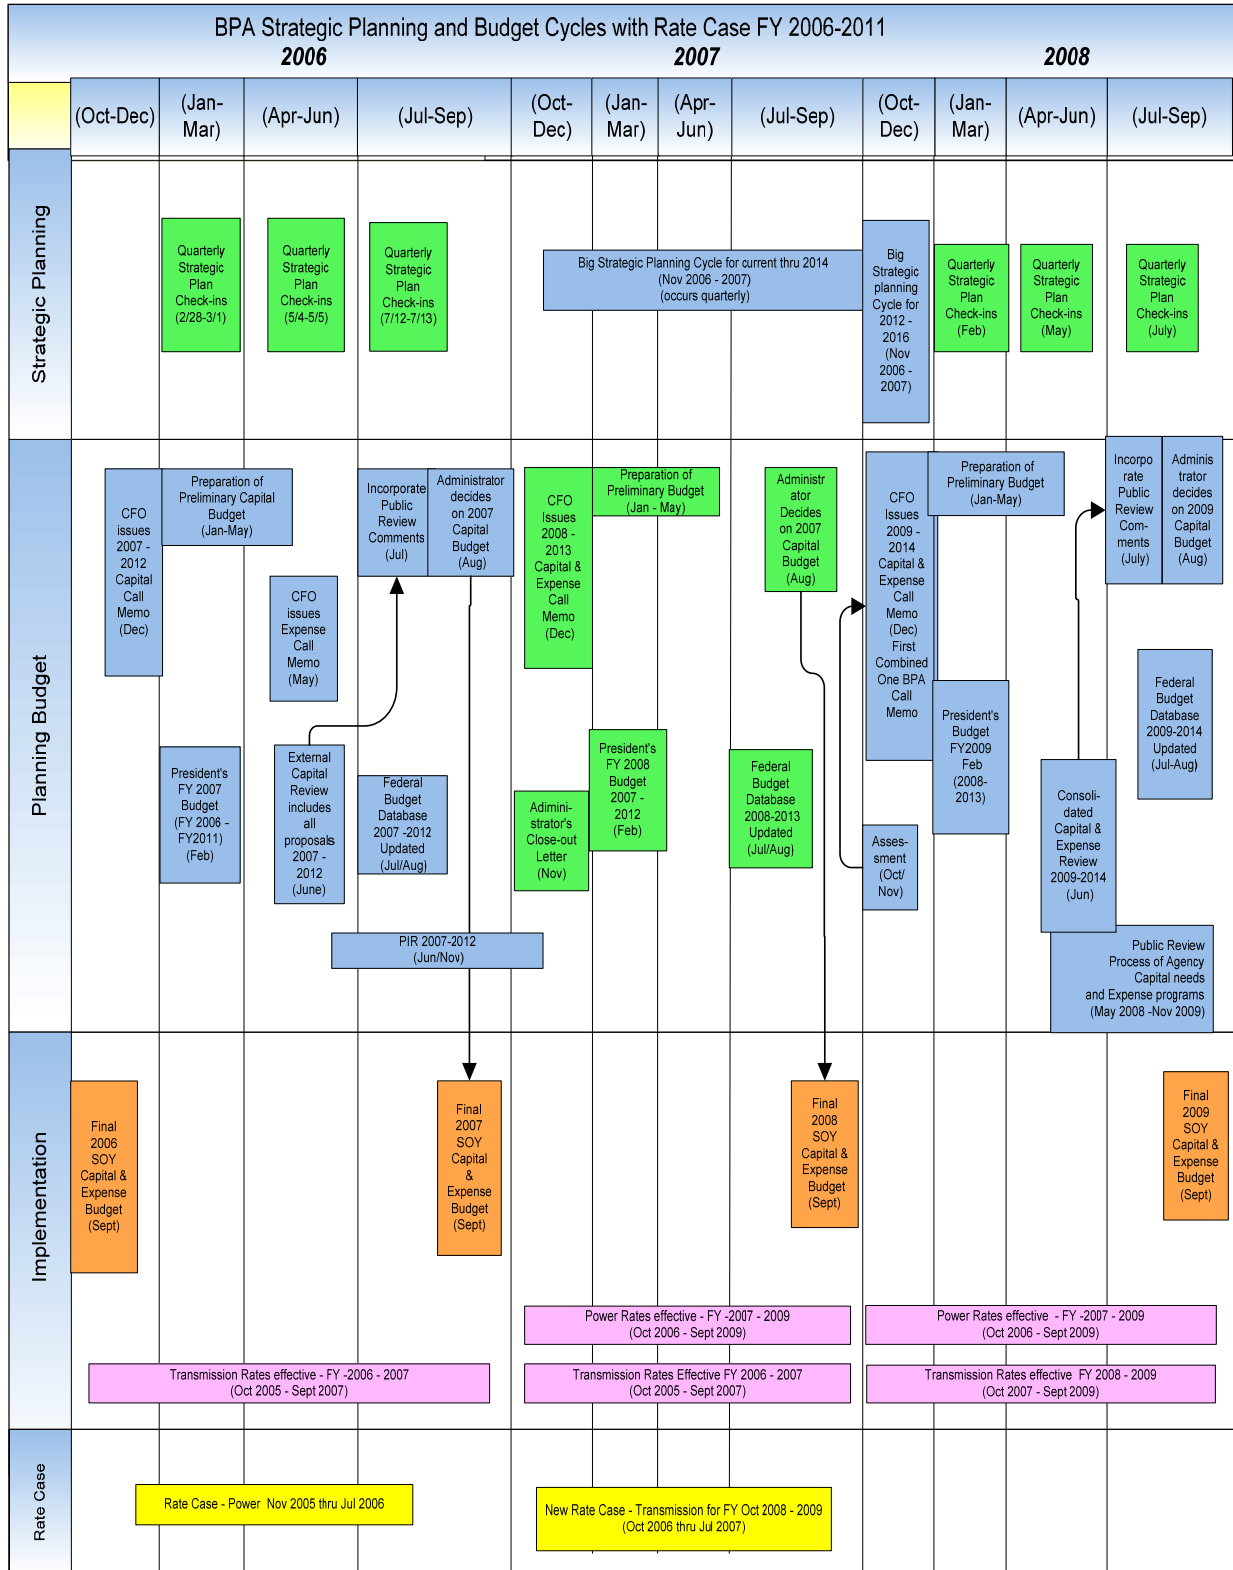 BPA Strategic Planning and Budget Cycles with Rate Case FY 2006-2011
2006
2007
2008
(Oct-Dec)
(Jan-
Mar)
(Apr-Jun)
(Jul-Sep)
(Oct-
Dec)
(Jan-
Mar)
(Apr-
Jun)
(Jul-Sep)
(Oct-
Dec)
(Jan-
Mar)
(Apr-Jun)
(Jul-Sep)
Strategic Planning
Quarterly
Strategic
Plan
Check-ins
(2/28-3/1)
Quarterly
Strategic
Plan
Check-ins
(5/4-5/5)
Quarterly
Strategic
Plan
Check-ins
(7/12-7/13)
Big Strategic Planning Cycle for current thru 2014
(Nov 2006 - 2007)
(occurs quarterly)
Big
Strategic
planning
Cycle for
2012 -
2016
(Nov
2006 -
2007)
Quarterly
Strategic
Plan
Check-ins
(Feb)
Quarterly
Strategic
Plan
Check-ins
(May)
Quarterly
Strategic
Plan
Check-ins
(July)
Planning Budget
CFO
issues
2007 -
2012
Capital
Call
Memo
(Dec)
Preparation of
Preliminary Capital
Budget
(Jan-May)
CFO
issues
Expense
Call
Memo
(May)
Incorporate
Public
Review
Comments
(Jul)
Administrator
decides
on 2007
Capital
Budget
(Aug)
President's
FY 2007
Budget
(FY 2006 -
FY2011)
(Feb)
External
Capital
Review
includes
all
proposals
2007 -
2012
(June)
Federal
Budget
Database
2007 -2012
Updated
(Jul/Aug)
PIR 2007-2012
(Jun/Nov)
CFO
Issues
2008 -
2013
Capital &
Expense
Call
Memo
(Dec)
Preparation of
Preliminary Budget
(Jan - May)
Administr
ator
Decides
on 2007
Capital
Budget
(Aug)
Adimini-
strator's
Close-out
Letter
(Nov)
President's
FY 2008
Budget
2007 -
2012
(Feb)
Federal
Budget
Database
2008-2013
Updated
(Jul/Aug)
CFO
Issues
2009 -
2014
Capital
& Expense
Call
Memo
(Dec)
First
Combined
One BPA
Call
Memo
Preparation of
Preliminary Budget
(Jan-May)
Incorpo
rate
Public
Review
Com-
ments
(July)
Adminis
trator
decides
on 2009
Capital
Budget
(Aug)
President's
Budget
FY2009
Feb
(2008-
2013)
Asses-
sment
(Oct/
Nov)
Consoli-
dated
Capital &
Expense
Review
2009-2014
(Jun)
Federal
Budget
Database
2009-2014
Updated
(Jul-Aug)
Public Review
Process of Agency
Capital needs
and Expense programs
(May 2008 -Nov 2009)
Implementation
Final
2006
SOY
Capital &
Expense
Budget
(Sept)
Final
2007
SOY
Capital
&
Expense
Budget
(Sept)
Final
2008
SOY
Capital &
Expense
Budget
(Sept)
Final
2009
SOY
Capital &
Expense
Budget
(Sept)
Power Rates effective - FY -2007 - 2009
(Oct 2006 - Sept 2009)
Power Rates effective - FY -2007 - 2009
(Oct 2006 - Sept 2009)
Transmission Rates effective - FY -2006 - 2007
(Oct 2005 - Sept 2007)
Transmission Rates Effective FY 2006 - 2007
(Oct 2005 - Sept 2007)
Transmission Rates effective FY 2008 - 2009
(Oct 2007 - Sept 2009)
Rate Case
Rate Case - Power Nov 2005 thru Jul 2006
New Rate Case - Transmission for FY Oct 2008 - 2009
(Oct 2006 thru Jul 2007)